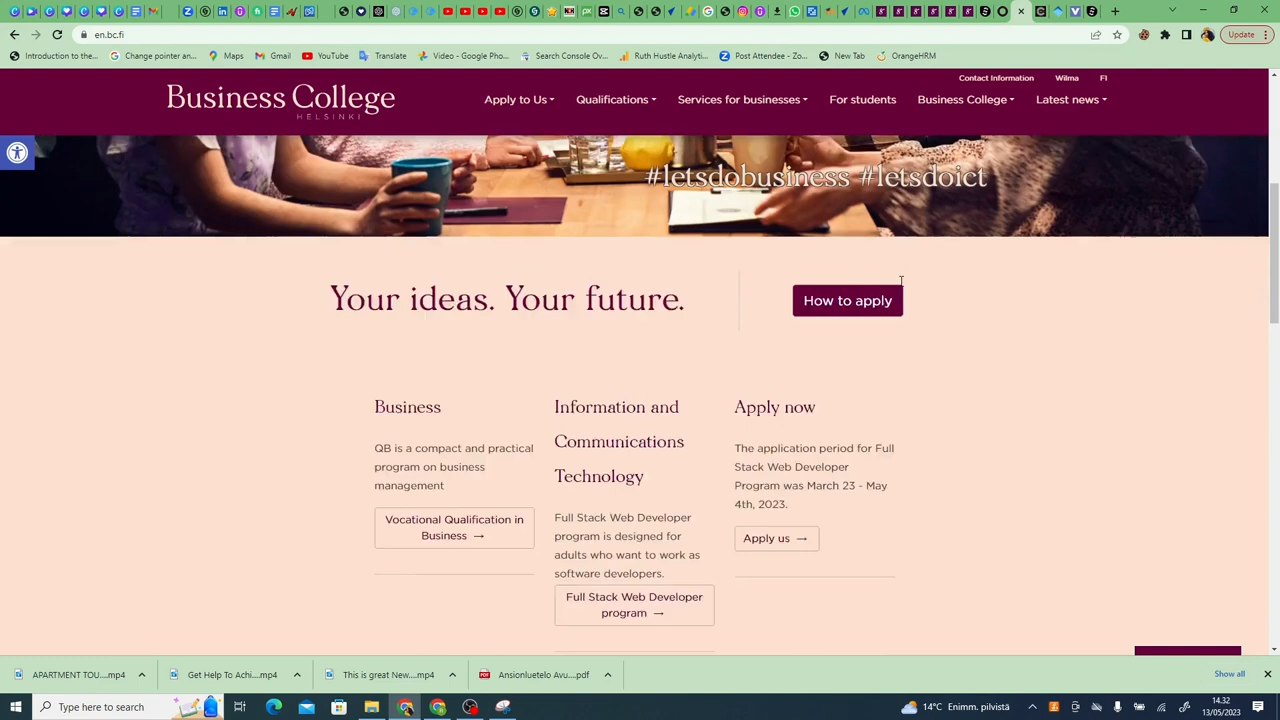 en.bc.fi
Update
Introduction to the...
Change pointer an...
Maps
Gmail
YouTube
Translate
Video - Google Pho...
Search Console Ov...
Ruth Hustle Analyti...
Post Attendee - Zo...
New Tab
OrangeHRM
Contact Information
Wilma
FI
Business College
HELSINKI
Apply to Us
Qualifications
Services for businesses
For students
Business College
Latest news
#letsdobusiness #letsdoict
Your ideas. Your future.
How to apply
Business
QB is a compact and practical
program on business
management
Vocational Qualification in
Business →
Information and
Communications
Technology
Full Stack Web Developer
program is designed for
adults who want to work as
software developers.
Full Stack Web Developer
program →
Apply now
The application period for Full
Stack Web Developer
Program was March 23 - May
4th, 2023.
Apply us →
APARTMENT TOU....mp4
Get Help To Achi....mp4
This is great New....mp4
Ansionluetelo Avu....pdf
Show all
Type here to search
14°C Enimm. pilvistä
14.32
13/05/2023